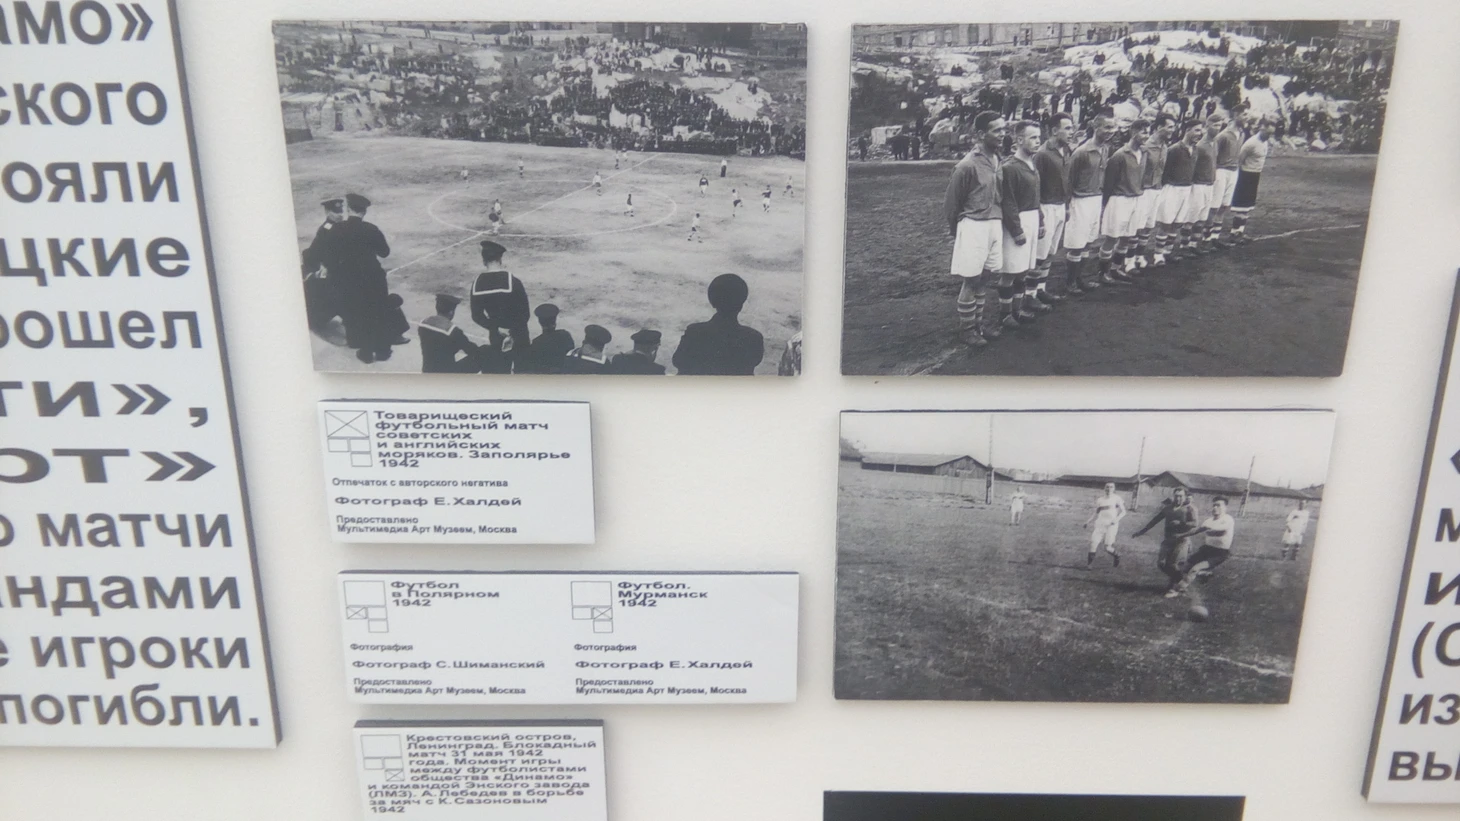 амо»
ского
ояли
цкие
рошел
ти»,
от»
о матчи
ндами
е игроки
погибли.
Товарищеский
футбольный матч
советских
и английских
моряков. Заполярье
1942
Отпечаток с авторского негатива
Фотограф Е. Халдей
Предоставлено
Мультимедиа Арт Музеем, Москва
Футбол
в Полярном
1942
Фотография
Фотограф С. Шиманский
Предоставлено
Мультимедиа Арт Музеем, Москва
Футбол.
Мурманск
1942
Фотография
Фотограф Е. Халдей
Предоставлено
Мультимедиа Арт Музеем, Москва
Крестовский остров,
Ленинград. Блокадный
матч 31 мая 1942
года. Момент игры
между футболистами
общества «Динамо»
и командой Энского завода
(ЛМЗ). А. Лебедев в борьбе
за мяч с К. Сазоновым
1942
«
м
и
(С
из
вы